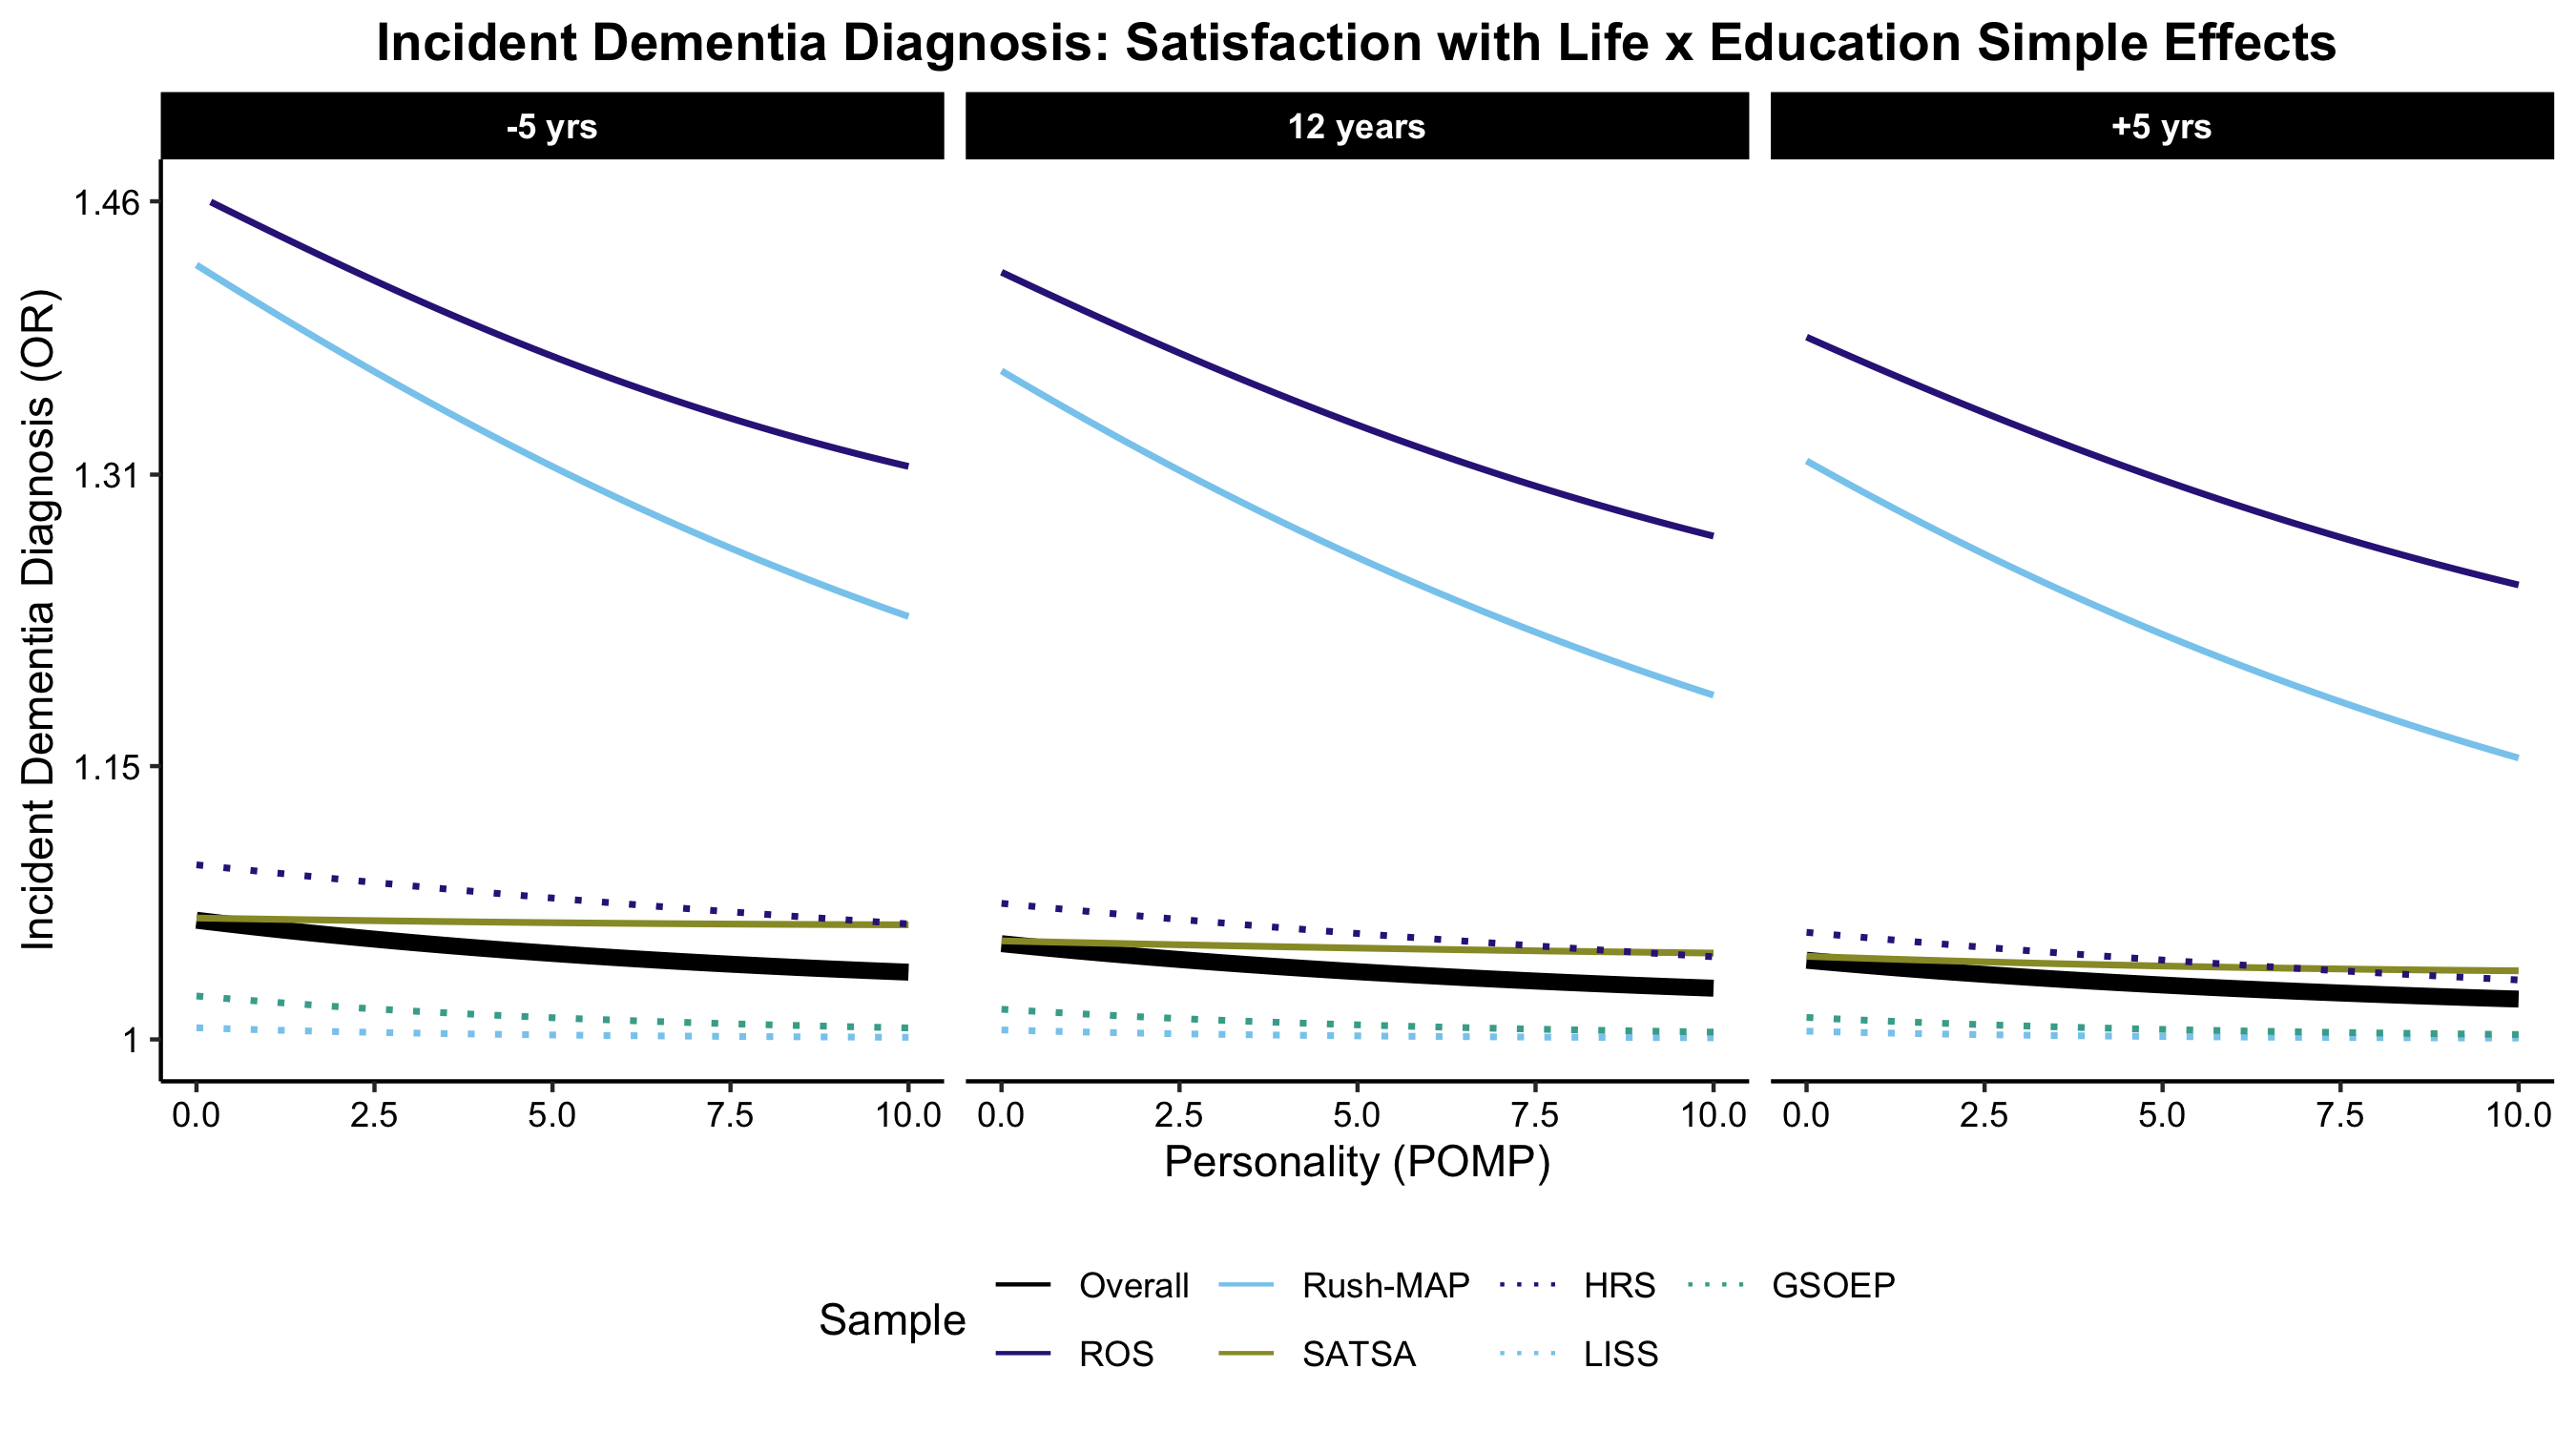 Incident Dementia Diagnosis: Satisfaction with Life x Education Simple Effects
-5 yrs
12 years
+5 yrs
Incident Dementia Diagnosis (OR)
1.46
1.31
1.15
1
0.0 2.5 5.0 7.5 10.0
0.0 2.5 5.0 7.5 10.0
0.0 2.5 5.0 7.5 10.0
Personality (POMP)
Sample
Overall Rush-MAP HRS GSOEP
ROS SATSA LISS